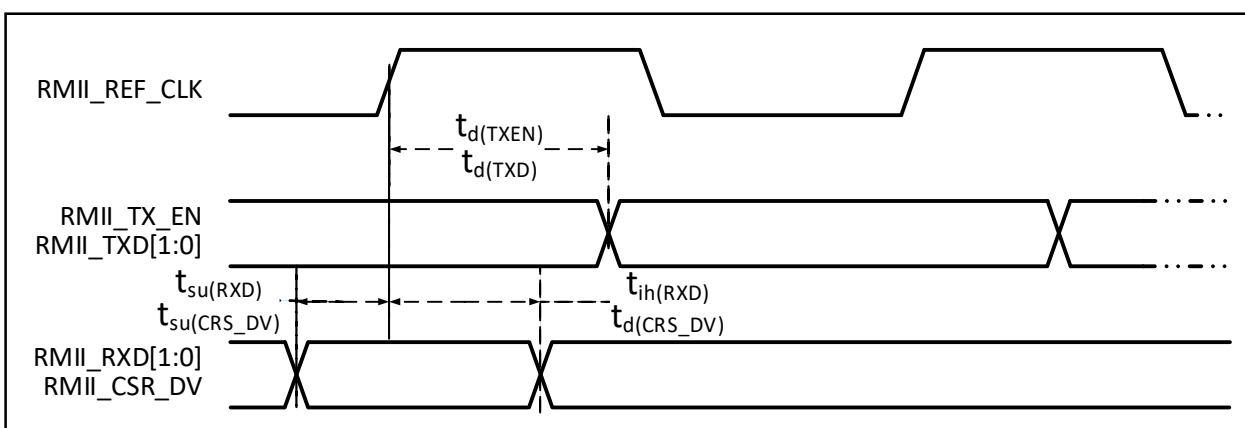 RMII_REF_CLK
td(TXEN)
td(TXD)
RMII_TX_EN
RMII_TXD[1:0]
tsu(RXD)
tih(RXD)
tsu(CRS_DV)
td(CRS_DV)
RMII_RXD[1:0]
RMII_CSR_DV